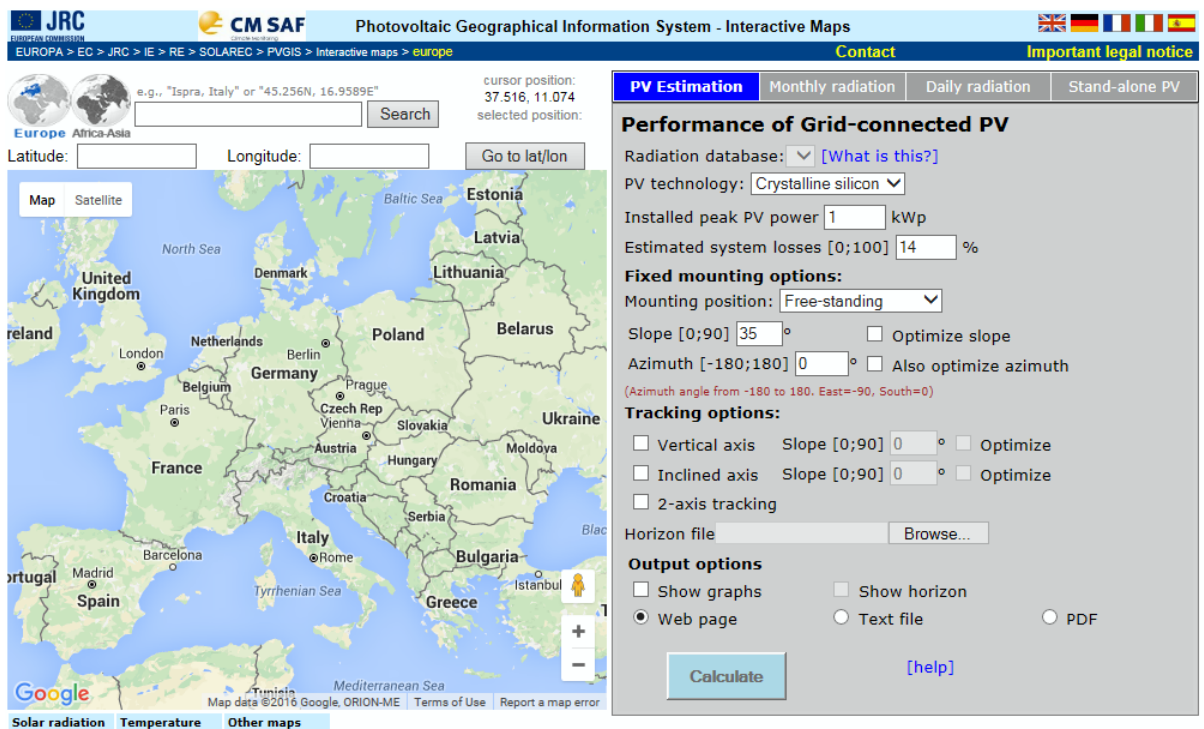 JRC
EUROPEAN COMMISSION
CM SAF
Climate Monitoring
Photovoltaic Geographical Information System - Interactive Maps
EUROPA > EC > JRC > IE > RE > SOLAREC > PVGIS > Interactive maps > europe
Contact
Important legal notice
Europe
Africa-Asia
e.g., "Ispra, Italy" or "45.256N, 16.9589E"
Search
cursor position:
37.516, 11.074
selected position:
Latitude:
Longitude:
Go to lat/lon
Map
Satellite
Baltic Sea
Estonia
Latvia
North Sea
Denmark
Lithuania
United
Kingdom
reland
Netherlands
Poland
Belarus
London
Berlin
Belgium
Germany
Prague
Paris
Czech Rep
Vienna
Slovakia
Ukraine
Austria
Hungary
Moldova
France
Romania
Croatia
Serbia
Italy
Blac
Barcelona
Rome
Bulgaria
ortugal
Madrid
Istanbul
Spain
Tyrrhenian Sea
Greece
T
+
−
Google
Tunisia
Mediterranean Sea
Map data ©2016 Google, ORION-ME
Terms of Use
Report a map error
Solar radiation
Temperature
Other maps
PV Estimation
Monthly radiation
Daily radiation
Stand-alone PV
Performance of Grid-connected PV
Radiation database: [What is this?]
PV technology: Crystalline silicon
Installed peak PV power 1 kWp
Estimated system losses [0;100] 14 %
Fixed mounting options:
Mounting position: Free-standing
Slope [0;90] 35 º Optimize slope
Azimuth [-180;180] 0 º Also optimize azimuth
(Azimuth angle from -180 to 180. East=-90, South=0)
Tracking options:
Vertical axis Slope [0;90] 0 º Optimize
Inclined axis Slope [0;90] 0 º Optimize
2-axis tracking
Horizon file Browse...
Output options
Show graphs Show horizon
Web page Text file PDF
Calculate
[help]